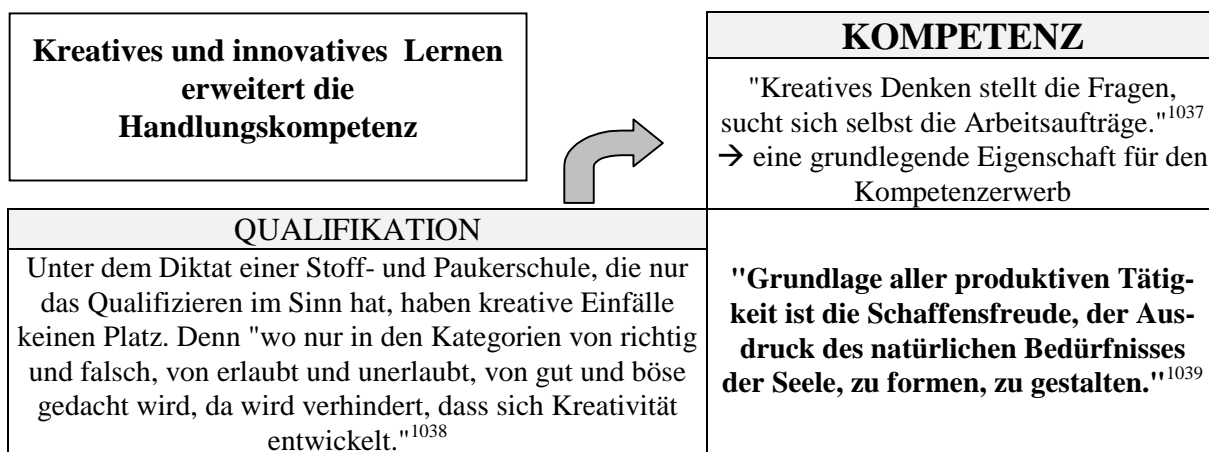 Kreatives und innovatives Lernen
erweitert die
Handlungskompetenz
KOMPETENZ
"Kreatives Denken stellt die Fragen,
sucht sich selbst die Arbeitsaufträge."1037
→ eine grundlegende Eigenschaft für den
Kompetenzerwerb
QUALIFIKATION
Unter dem Diktat einer Stoff- und Paukerschule, die nur
das Qualifizieren im Sinn hat, haben kreative Einfälle
keinen Platz. Denn "wo nur in den Kategorien von richtig
und falsch, von erlaubt und unerlaubt, von gut und böse
gedacht wird, da wird verhindert, dass sich Kreativität
entwickelt."1038
"Grundlage aller produktiven Tätig-
keit ist die Schaffensfreude, der Aus-
druck des natürlichen Bedürfnisses
der Seele, zu formen, zu gestalten."1039